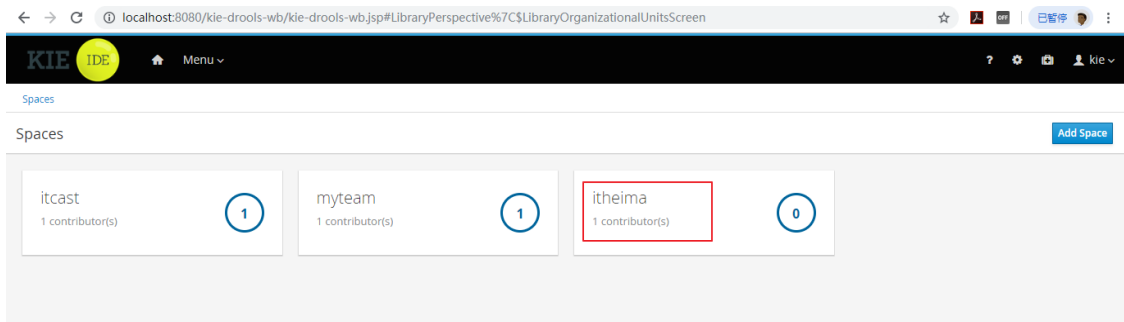 localhost:8080/kie-drools-wb/kie-drools-wb.jsp#LibraryPerspective%7C$LibraryOrganizationalUnitsScreen
OFF
已暂停
KIE IDE Menu ? kie
Spaces
Spaces Add Space
itcast
1 contributor(s)
1
myteam
1 contributor(s)
1
itheima
1 contributor(s)
0